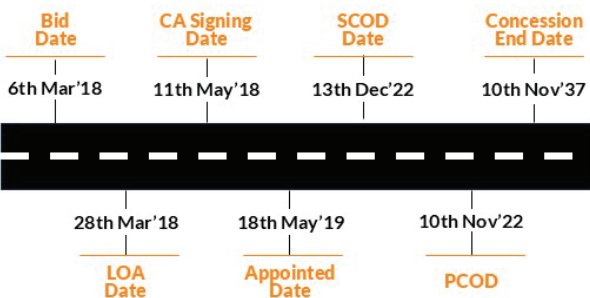 Bid
Date
CA Signing
Date
SCOD
Date
Concession
End Date
6th Mar’18
11th May’18
13th Dec’22
10th Nov’37
28th Mar’18
18th May’19
10th Nov’22
LOA
Date
Appointed
Date
PCOD